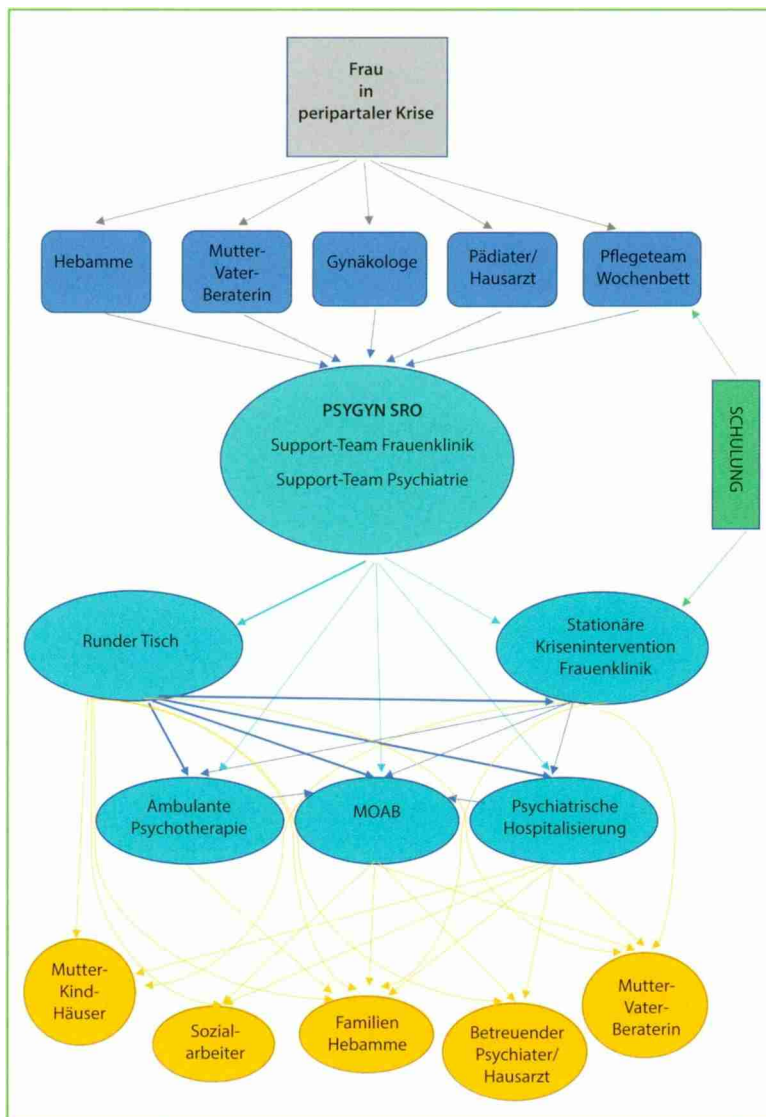 Frau
in
peripartaler Krise
Hebamme
Mutter-
Vater-
Beraterin
Gynäkologe
Pädiater/
Hausarzt
Pflegeteam
Wochenbett
PSYGYN SRO
Support-Team Frauenklinik
Support-Team Psychiatrie
SCHULUNG
Runder Tisch
Stationäre
Krisenintervention
Frauenklinik
Ambulante
Psychotherapie
MOAB
Psychiatrische
Hospitalisierung
Mutter-
Kind-
Häuser
Sozial-
arbeiter
Familien
Hebamme
Betreuender
Psychiater/
Hausarzt
Mutter-
Vater-
Beraterin